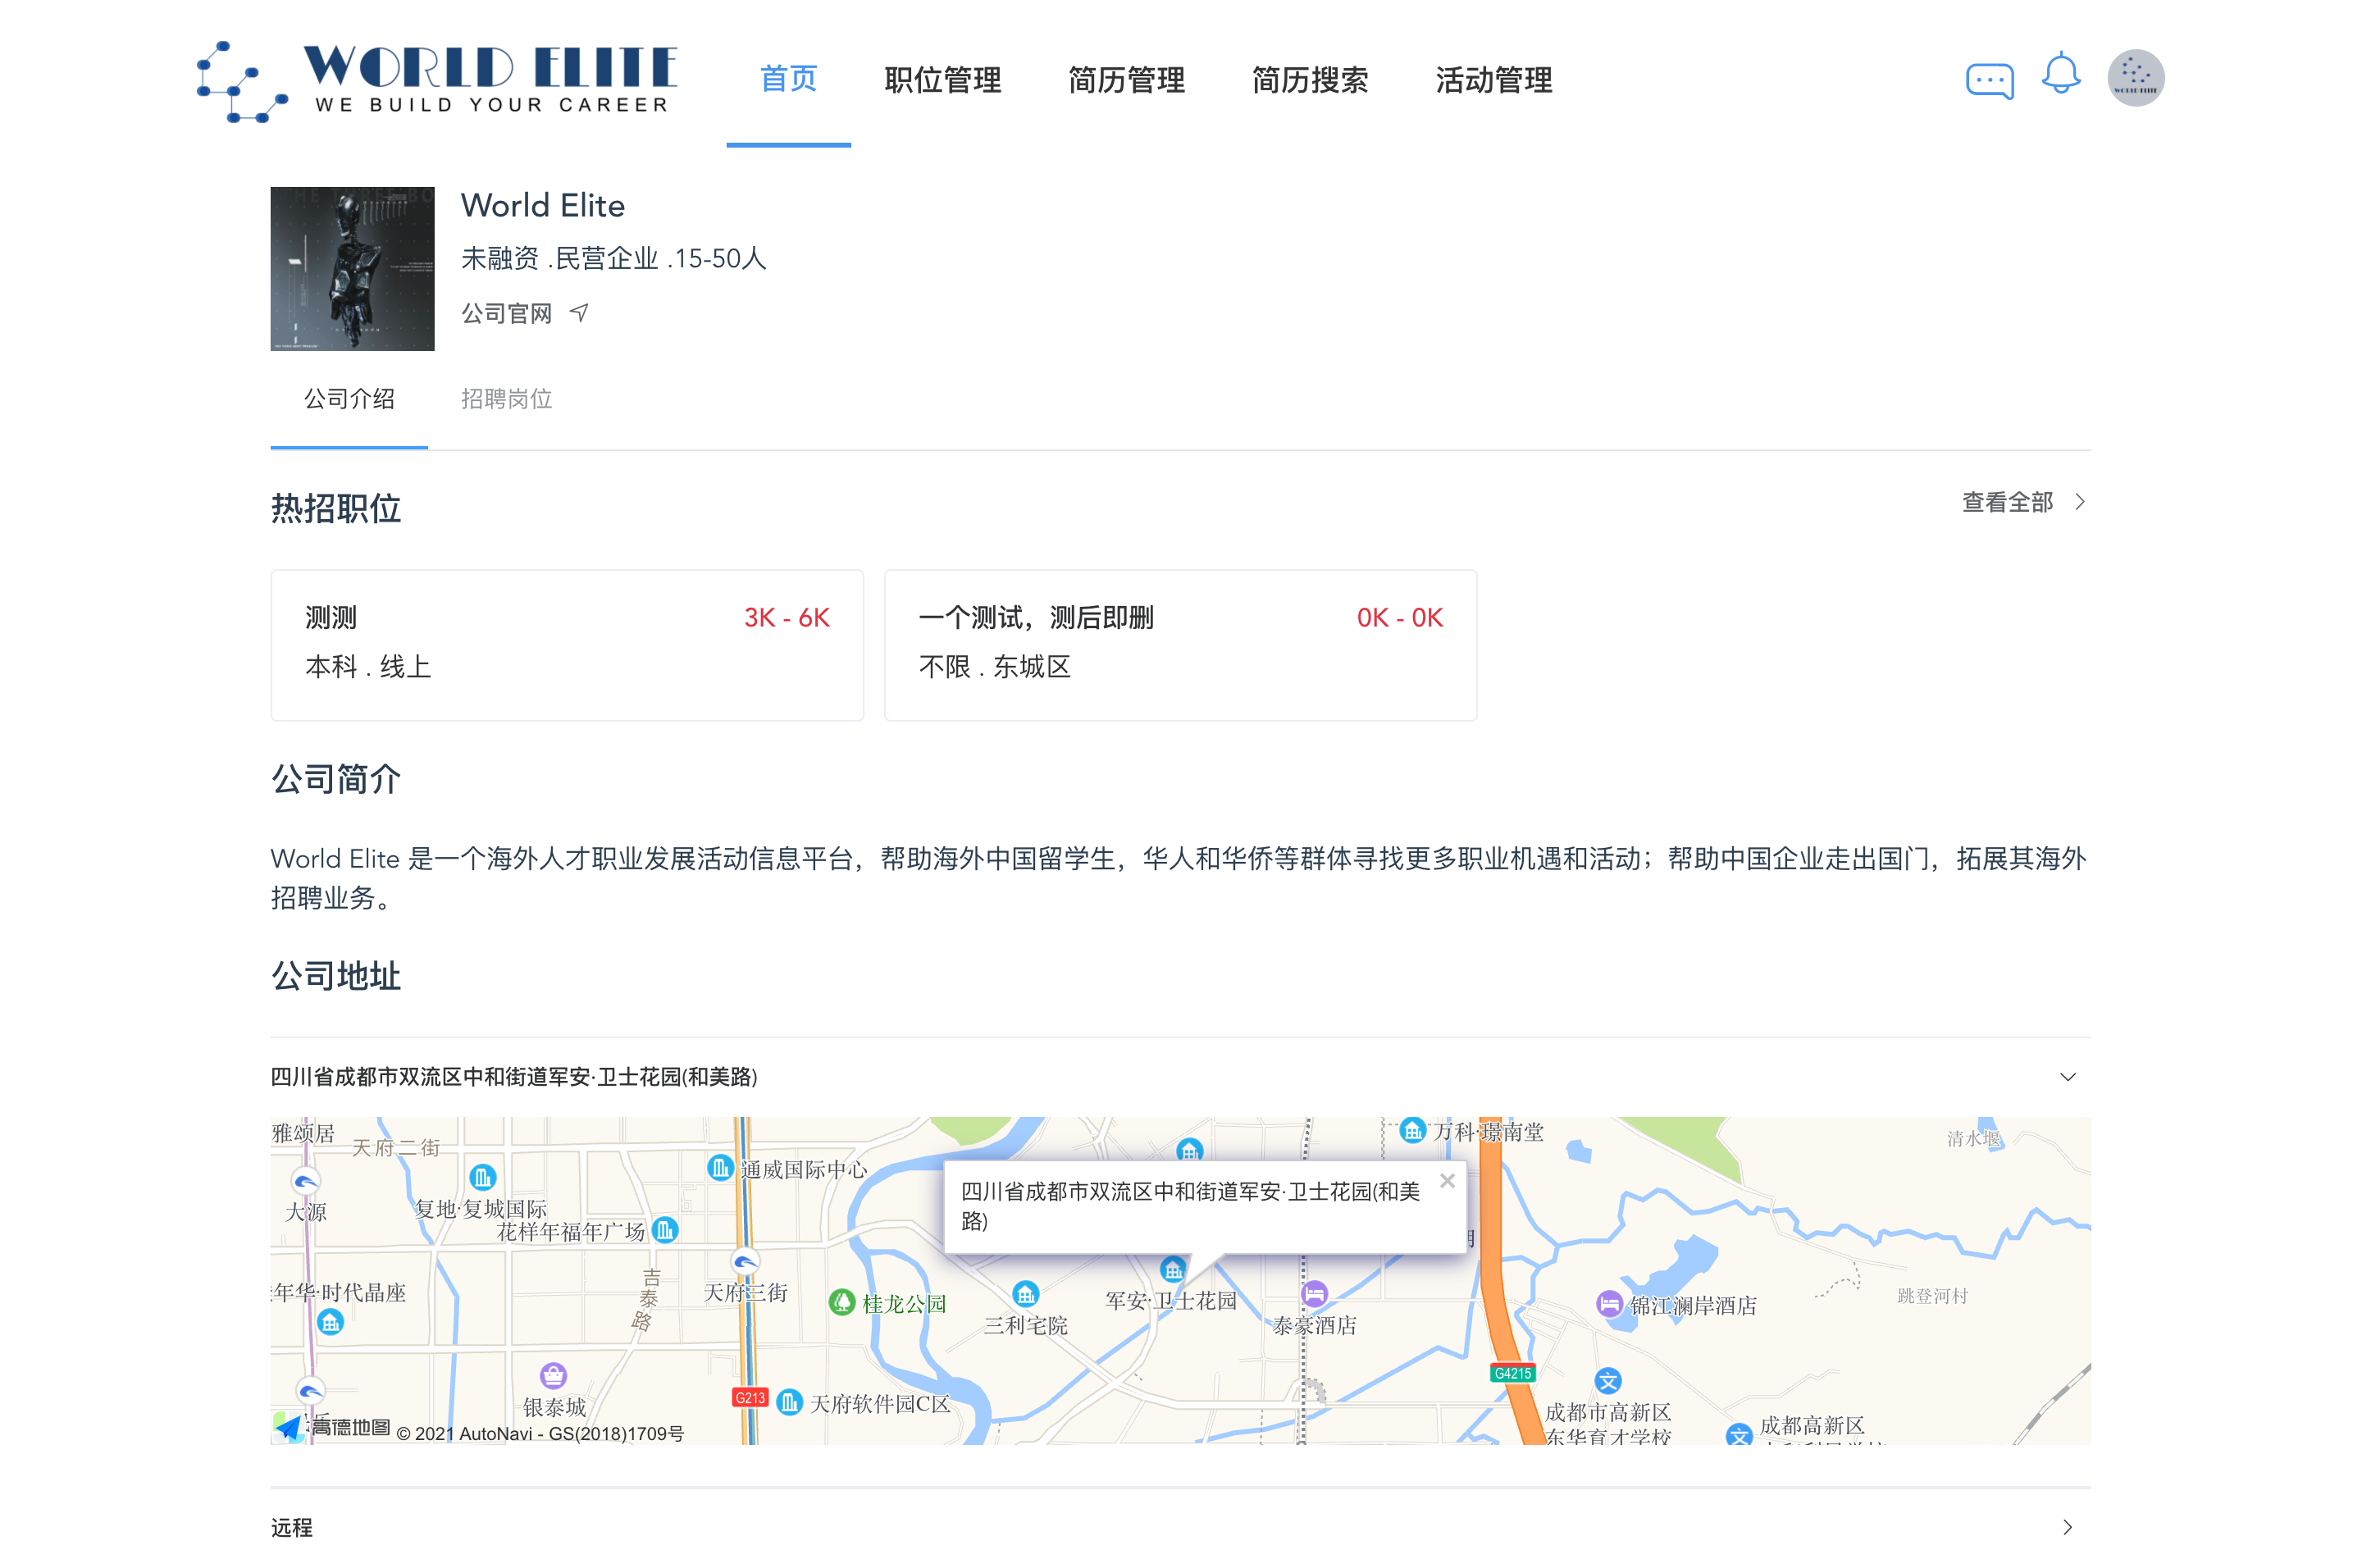 WORLD ELITE
WE BUILD YOUR CAREER
首页
职位管理
简历管理
简历搜索
活动管理
WORLD ELITE
World Elite
未融资 .民营企业 .15-50人
公司官网
公司介绍
招聘岗位
热招职位
查看全部
测测
3K - 6K
本科 . 线上
一个测试，测后即删
0K - 0K
不限 . 东城区
公司简介
World Elite 是一个海外人才职业发展活动信息平台，帮助海外中国留学生，华人和华侨等群体寻找更多职业机遇和活动；帮助中国企业走出国门，拓展其海外
招聘业务。
公司地址
四川省成都市双流区中和街道军安·卫士花园(和美路)
雅颂居
天府二街
通威国际中心
万科·璟南堂
清水堰
大源
复地·复城国际
花样年福年广场
四川省成都市双流区中和街道军安·卫士花园(和美
路)
年华·时代晶座
吉泰路
天府三街
桂龙公园
三利宅院
军安·卫士花园
泰豪酒店
锦江澜岸酒店
跳登河村
银泰城
G213
天府软件园C区
G4215
成都市高新区
东华育才学校
成都高新区
高德地图
© 2021 AutoNavi - GS(2018)1709号
远程